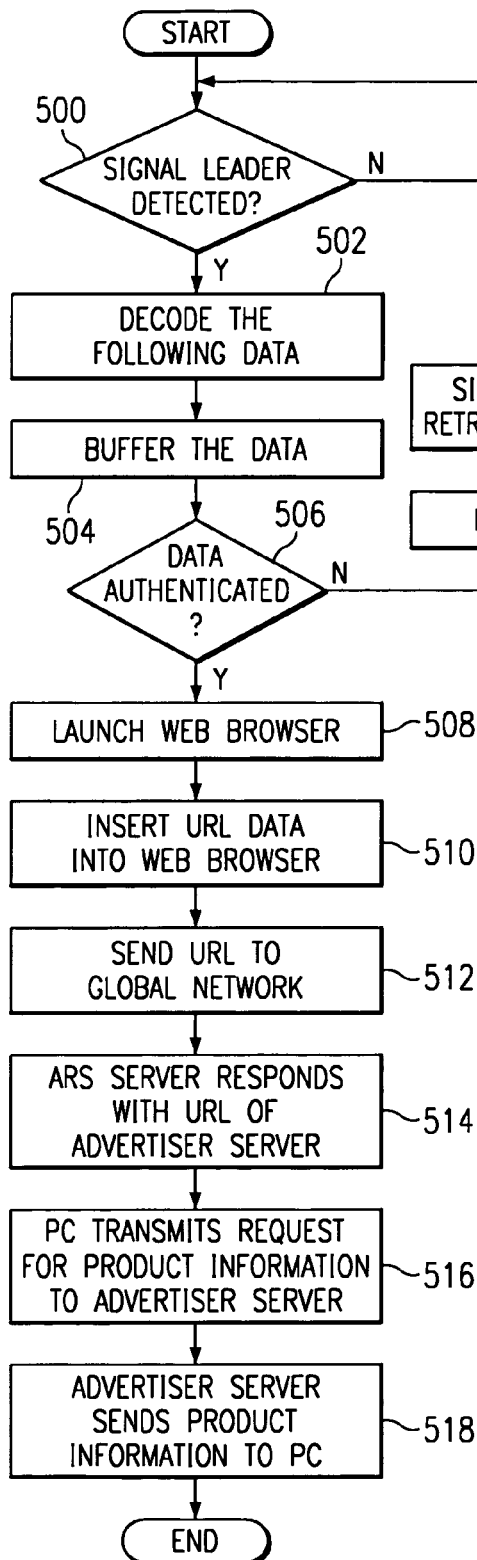 START
500
SIGNAL LEADER
DETECTED?
N
Y
502
DECODE THE
FOLLOWING DATA
SI
RETR
BUFFER THE DATA
504
506
DATA
AUTHENTICATED
?
N
Y
LAUNCH WEB BROWSER
508
INSERT URL DATA
INTO WEB BROWSER
510
SEND URL TO
GLOBAL NETWORK
512
ARS SERVER RESPONDS
WITH URL OF
ADVERTISER SERVER
514
PC TRANSMITS REQUEST
FOR PRODUCT INFORMATION
TO ADVERTISER SERVER
516
ADVERTISER SERVER
SENDS PRODUCT
INFORMATION TO PC
518
END